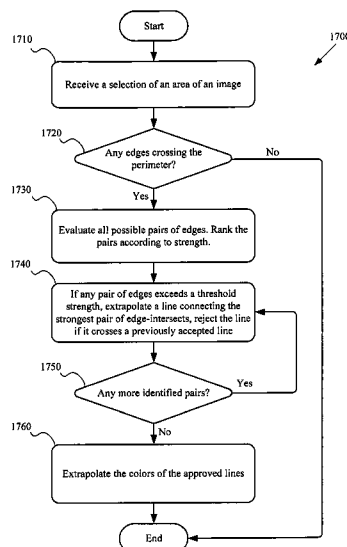 Start
1700
1710
Receive a selection of an area of an image
1720
Any edges crossing the
perimeter?
No
Yes
1730
Evaluate all possible pairs of edges. Rank the
pairs according to strength.
1740
If any pair of edges exceeds a threshold
strength, extrapolate a line connecting the
strongest pair of edge-intersects, reject the line
if it crosses a previously accepted line
1750
Any more identified pairs?
Yes
No
1760
Extrapolate the colors of the approved lines
End